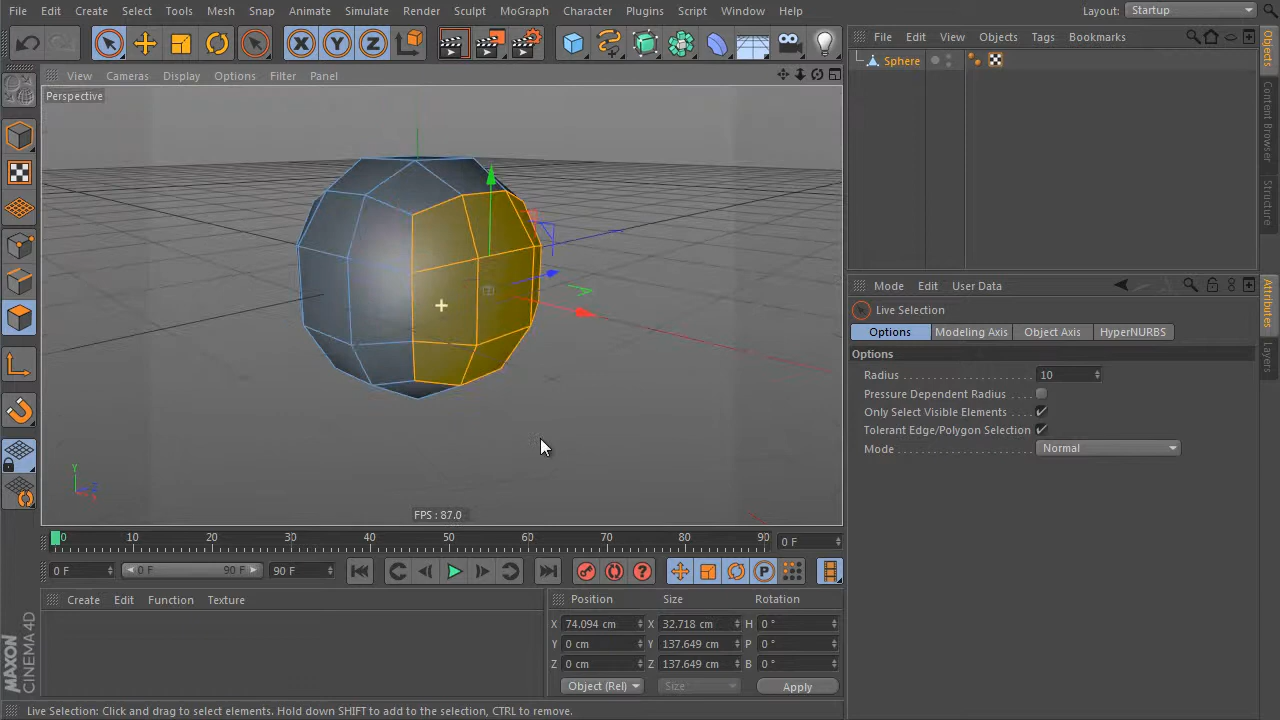 File Edit Create Select Tools Mesh Snap Animate Simulate Render Sculpt MoGraph Character Plugins Script Window Help Layout: Startup
X Y Z
File Edit View Objects Tags Bookmarks
Objects
Content Browser
Structure
Sphere
View Cameras Display Options Filter Panel
Perspective
Y
Z
X
FPS : 87.0
Mode Edit User Data
Attributes
Layers
Live Selection
Options Modeling Axis Object Axis HyperNURBS
Options
Radius 10
Pressure Dependent Radius
Only Select Visible Elements
Tolerant Edge/Polygon Selection
Mode Normal
0 10 20 30 40 50 60 70 80 90 0 F
0 F 0 F 90 F 90 F
P
Create Edit Function Texture
Position Size Rotation
X 74.094 cm X 32.718 cm H 0 °
Y 0 cm Y 137.649 cm P 0 °
Z 0 cm Z 137.649 cm B 0 °
Object (Rel) Size Apply
MAXON
CINEMA 4D
Live Selection: Click and drag to select elements. Hold down SHIFT to add to the selection, CTRL to remove.